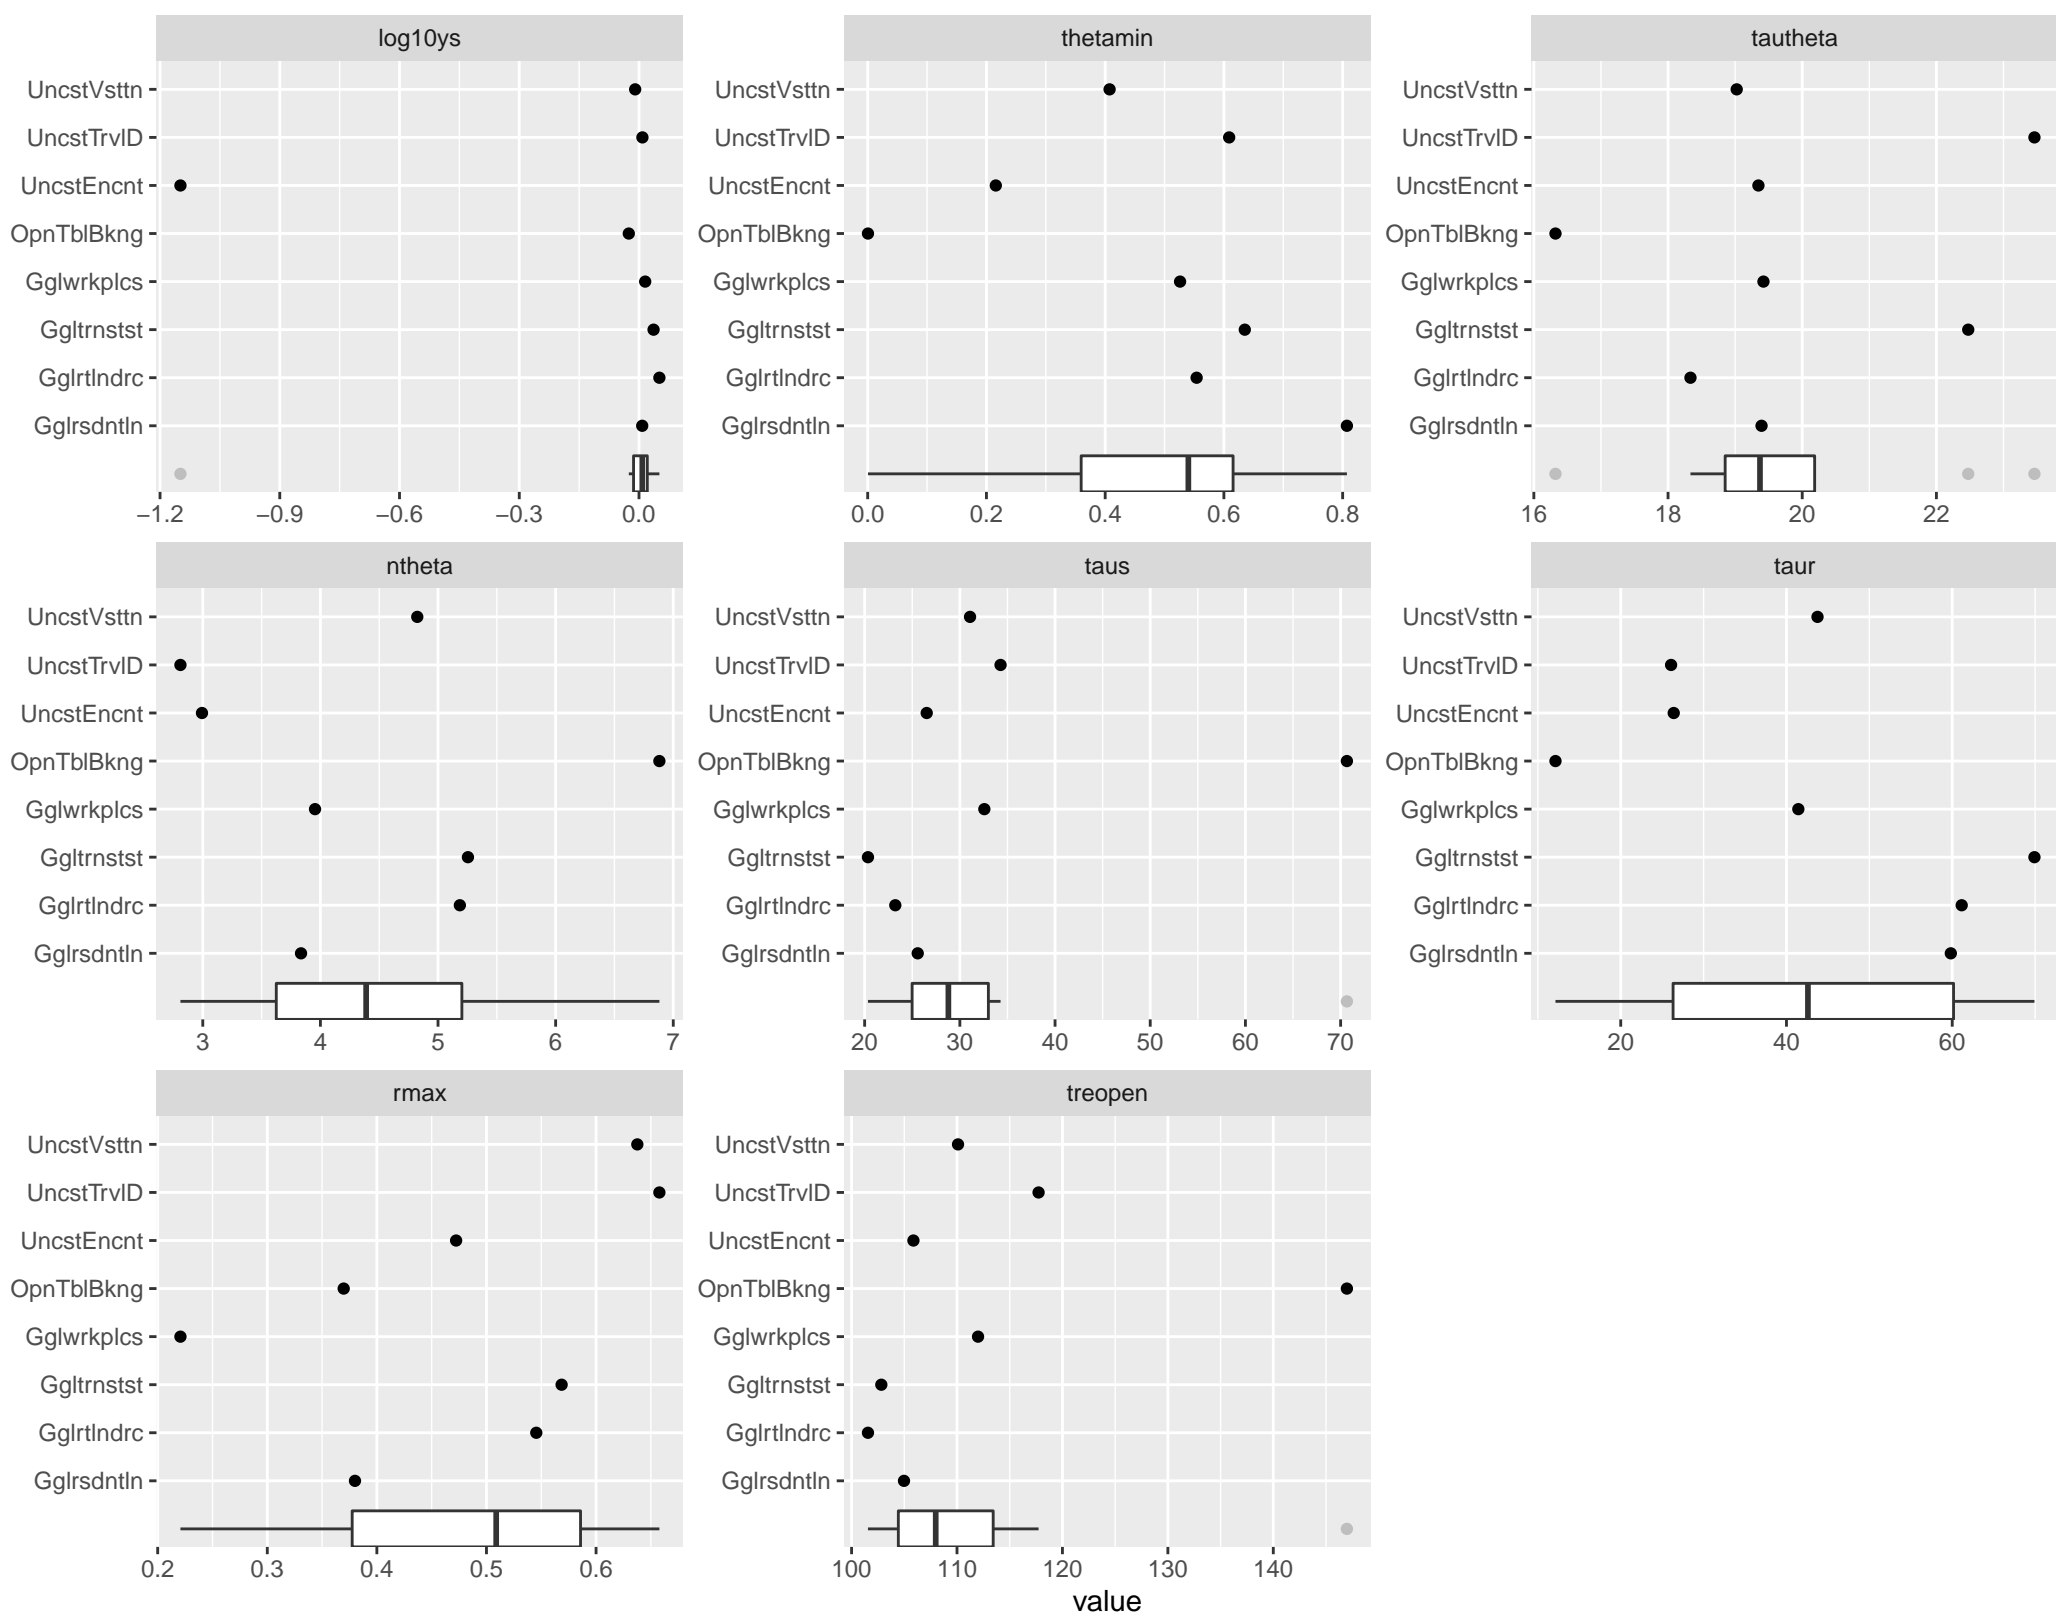 log10ys thetamin tautheta
UncstVsttn UncstVsttn UncstVsttn
UncstTrvlD UncstTrvlD UncstTrvlD
UncstEncnt UncstEncnt UncstEncnt
OpnTblBkng OpnTblBkng OpnTblBkng
Gglwrkplcs Gglwrkplcs Gglwrkplcs
Ggltrnstst Ggltrnstst Ggltrnstst
Gglrtlndrc Gglrtlndrc Gglrtlndrc
Gglrsdntln Gglrsdntln Gglrsdntln
−1.2 −0.9 −0.6 −0.3 0.0 0.0 0.2 0.4 0.6 0.8 16 18 20 22
ntheta taus taur
UncstVsttn UncstVsttn UncstVsttn
UncstTrvlD UncstTrvlD UncstTrvlD
UncstEncnt UncstEncnt UncstEncnt
OpnTblBkng OpnTblBkng OpnTblBkng
Gglwrkplcs Gglwrkplcs Gglwrkplcs
Ggltrnstst Ggltrnstst Ggltrnstst
Gglrtlndrc Gglrtlndrc Gglrtlndrc
Gglrsdntln Gglrsdntln Gglrsdntln
3 4 5 6 7 20 30 40 50 60 70 20 40 60
rmax treopen
UncstVsttn UncstVsttn
UncstTrvlD UncstTrvlD
UncstEncnt UncstEncnt
OpnTblBkng OpnTblBkng
Gglwrkplcs Gglwrkplcs
Ggltrnstst Ggltrnstst
Gglrtlndrc Gglrtlndrc
Gglrsdntln Gglrsdntln
0.2 0.3 0.4 0.5 0.6 100 110 120 130 140
value